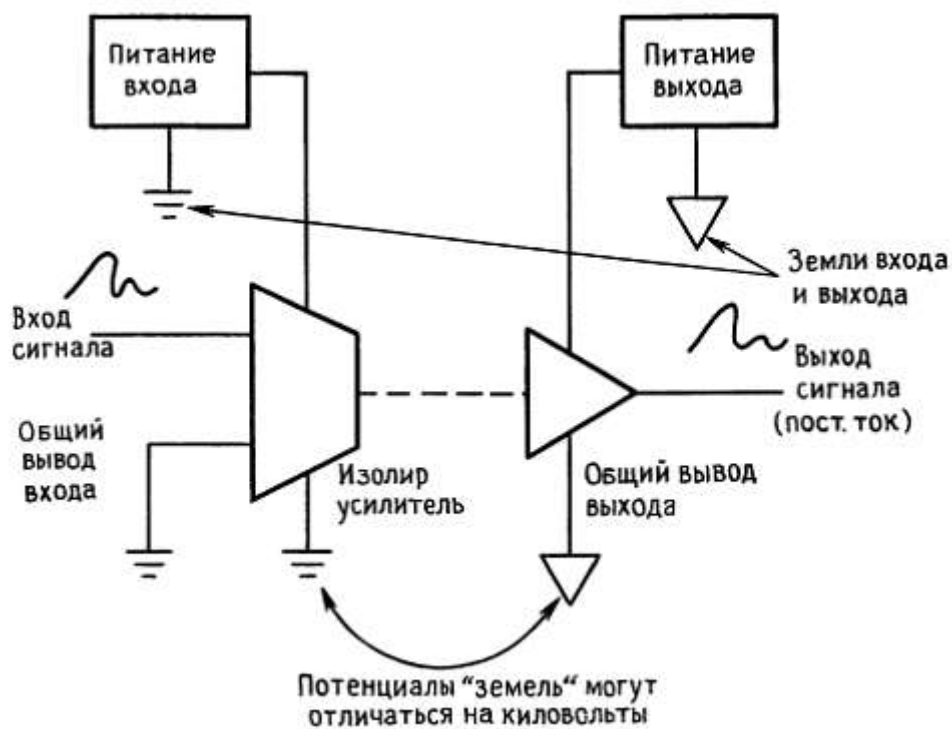 Питание
входа
Питание
выхода
Земли входа
и выхода
Вход
сигнала
Выход
сигнала
(пост. ток)
Общий
вывод
входа
Изолир
усилитель
Общий вывод
выхода
Потенциалы "земель" могут
отличаться на киловольты